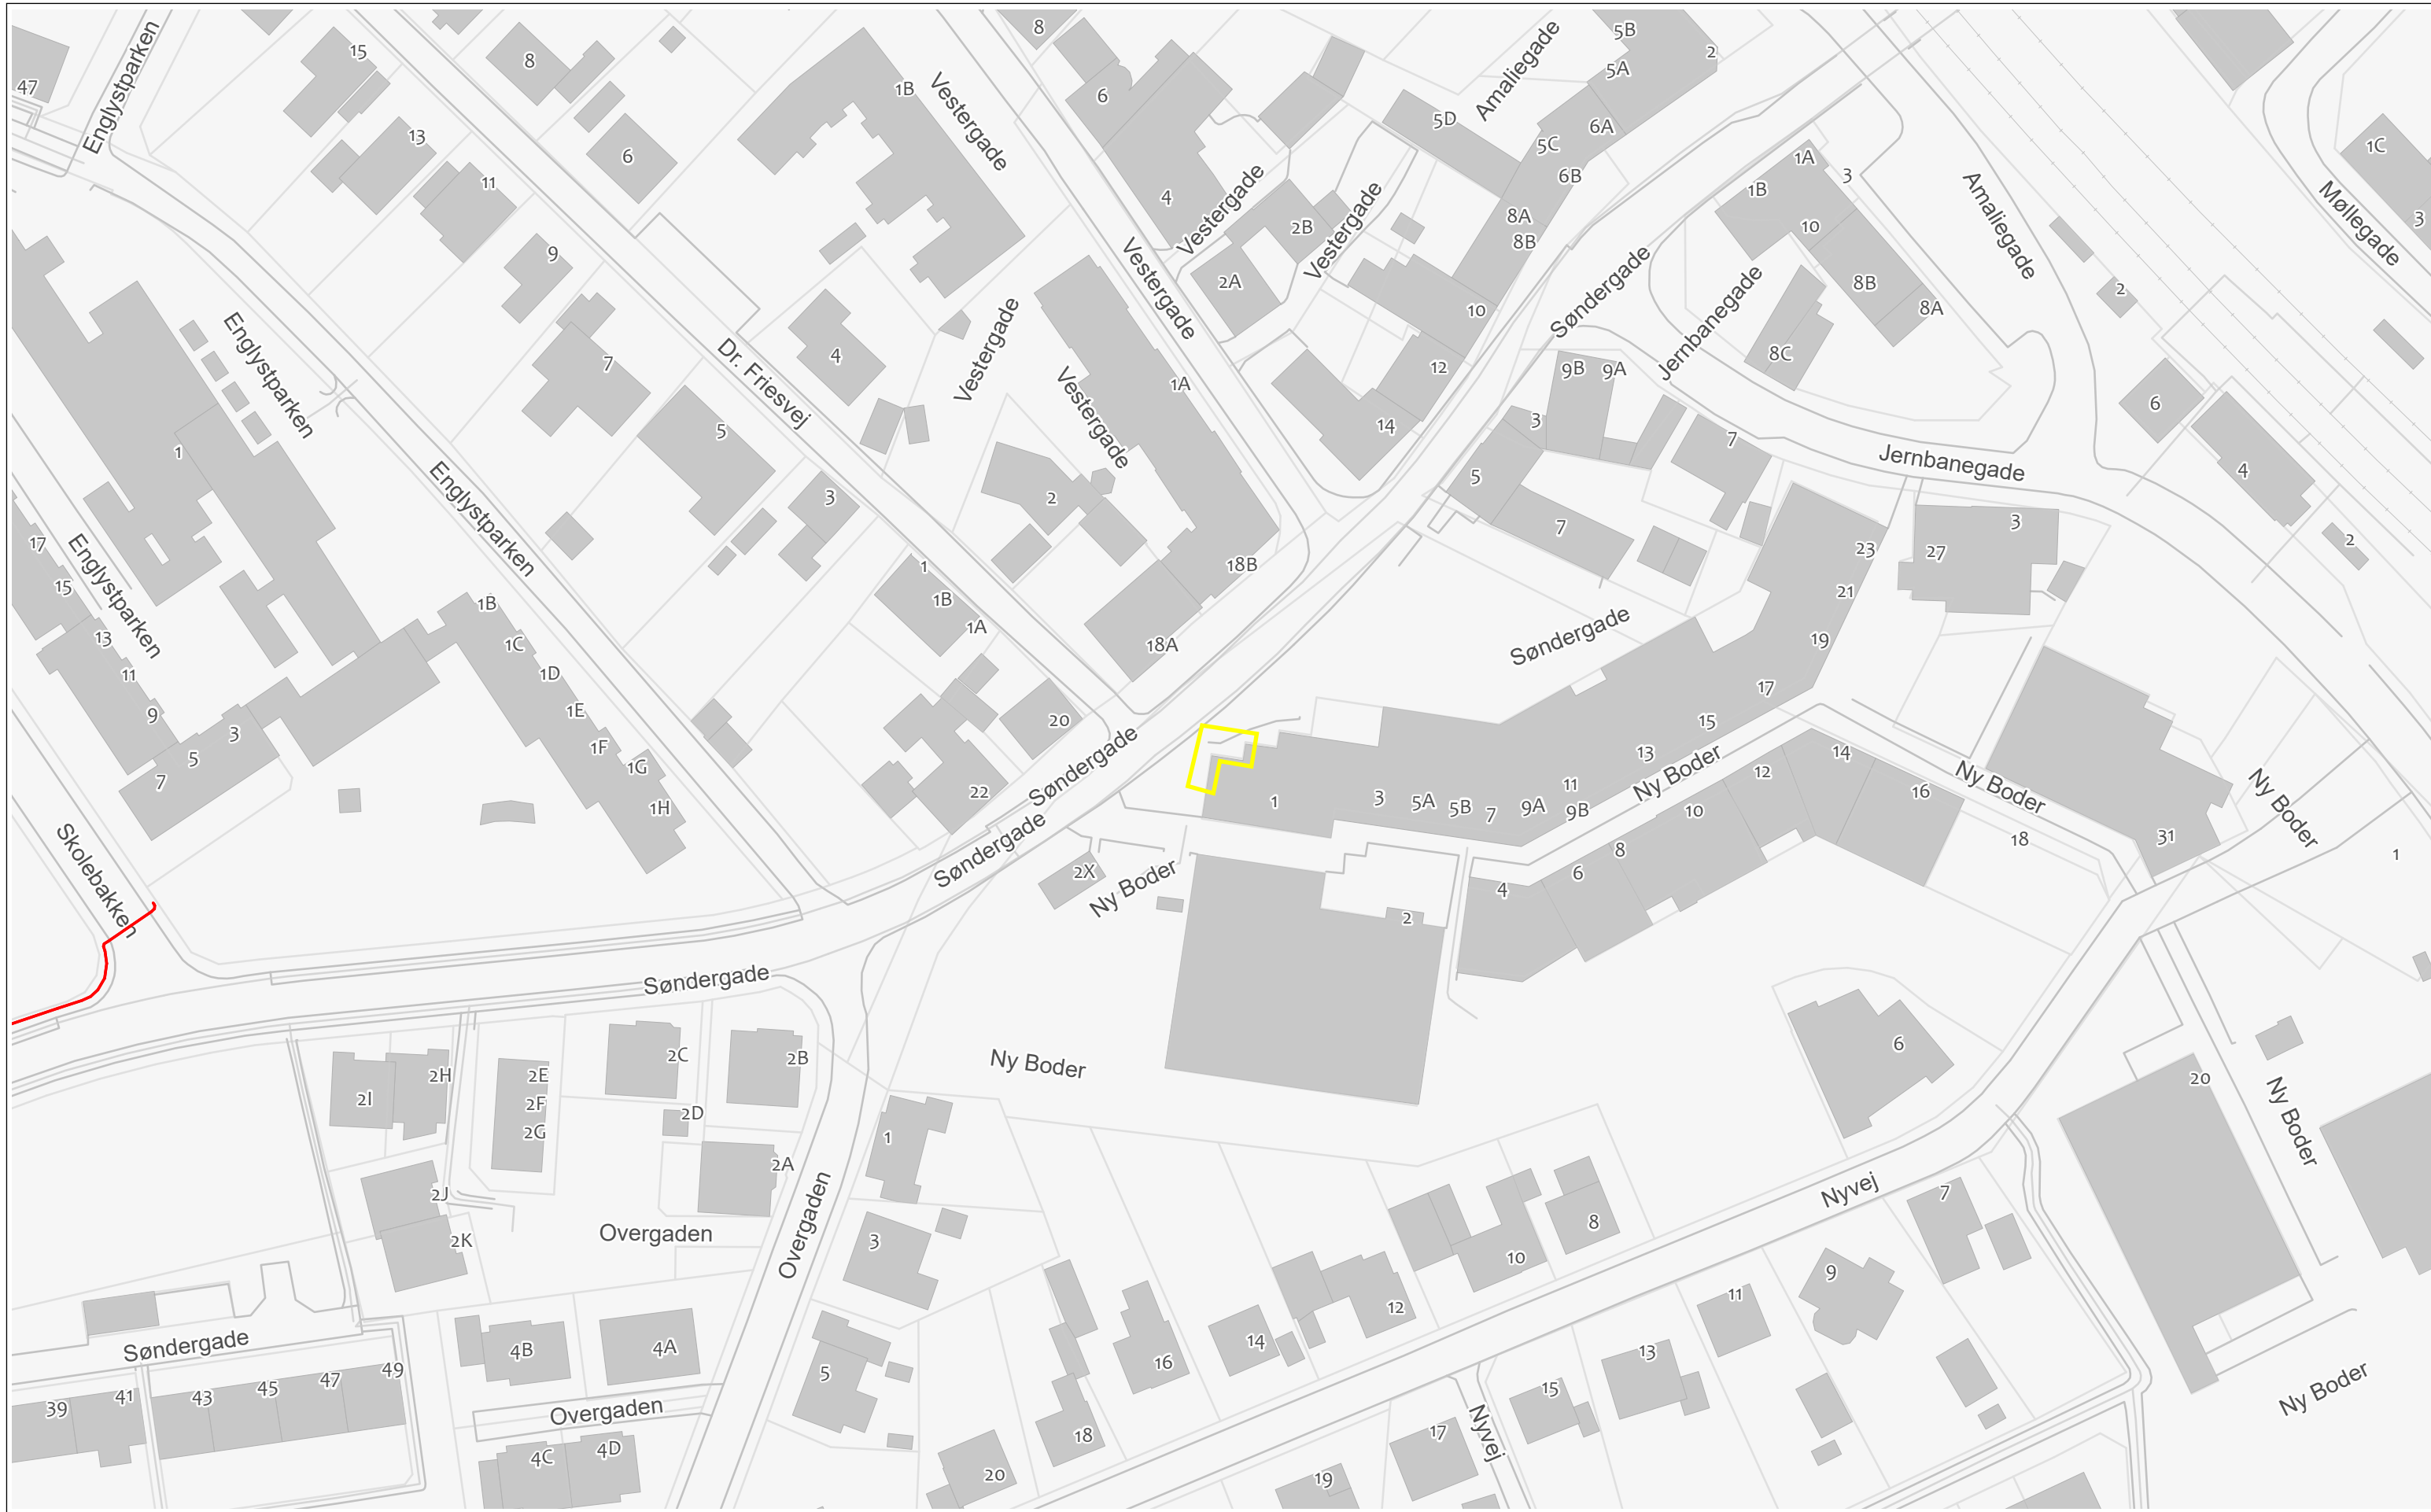 8
5B
2
5A
15
8
Englystparken
47
1B
Vestergade
6
Amaliegade
5D
6A
5C
1A
1C
13
6
11
4
Vestergade
2B
Vestergade
6B
1B
3
Amaliegade
Møllegade
3
8A
8B
10
9
Vestergade
2A
10
Søndergade
Jernbanegade
8B
8A
2
Englystparken
7
Dr. Friesvej
4
Vestergade
Vestergade
1A
12
9B
9A
8C
6
1
5
14
3
7
Jernbanegade
4
Englystparken
3
2
5
7
3
27
23
2
17
Englystparken
15
1
1B
18B
21
1B
1C
1A
18A
Søndergade
19
13
11
1D
1E
9
3
5
7
1F
1G
1H
20
Søndergade
22
17
15
13
11
Ny Boder
1
3
5A
5B
7
9A
9B
12
14
Ny Boder
16
10
Ny Boder
18
31
1
Skolebakken
Søndergade
2X
Ny Boder
4
6
8
2
Søndergade
6
2C
2B
Ny Boder
2I
2H
2E
2F
2G
2D
20
Ny Boder
1
2A
2J
2K
Overgaden
Overgaden
3
Nyvej
7
8
10
9
Søndergade
4B
4A
5
16
14
12
11
13
39
41
43
45
47
49
Overgaden
15
Ny Boder
4C
4D
20
18
19
17
Nyvej